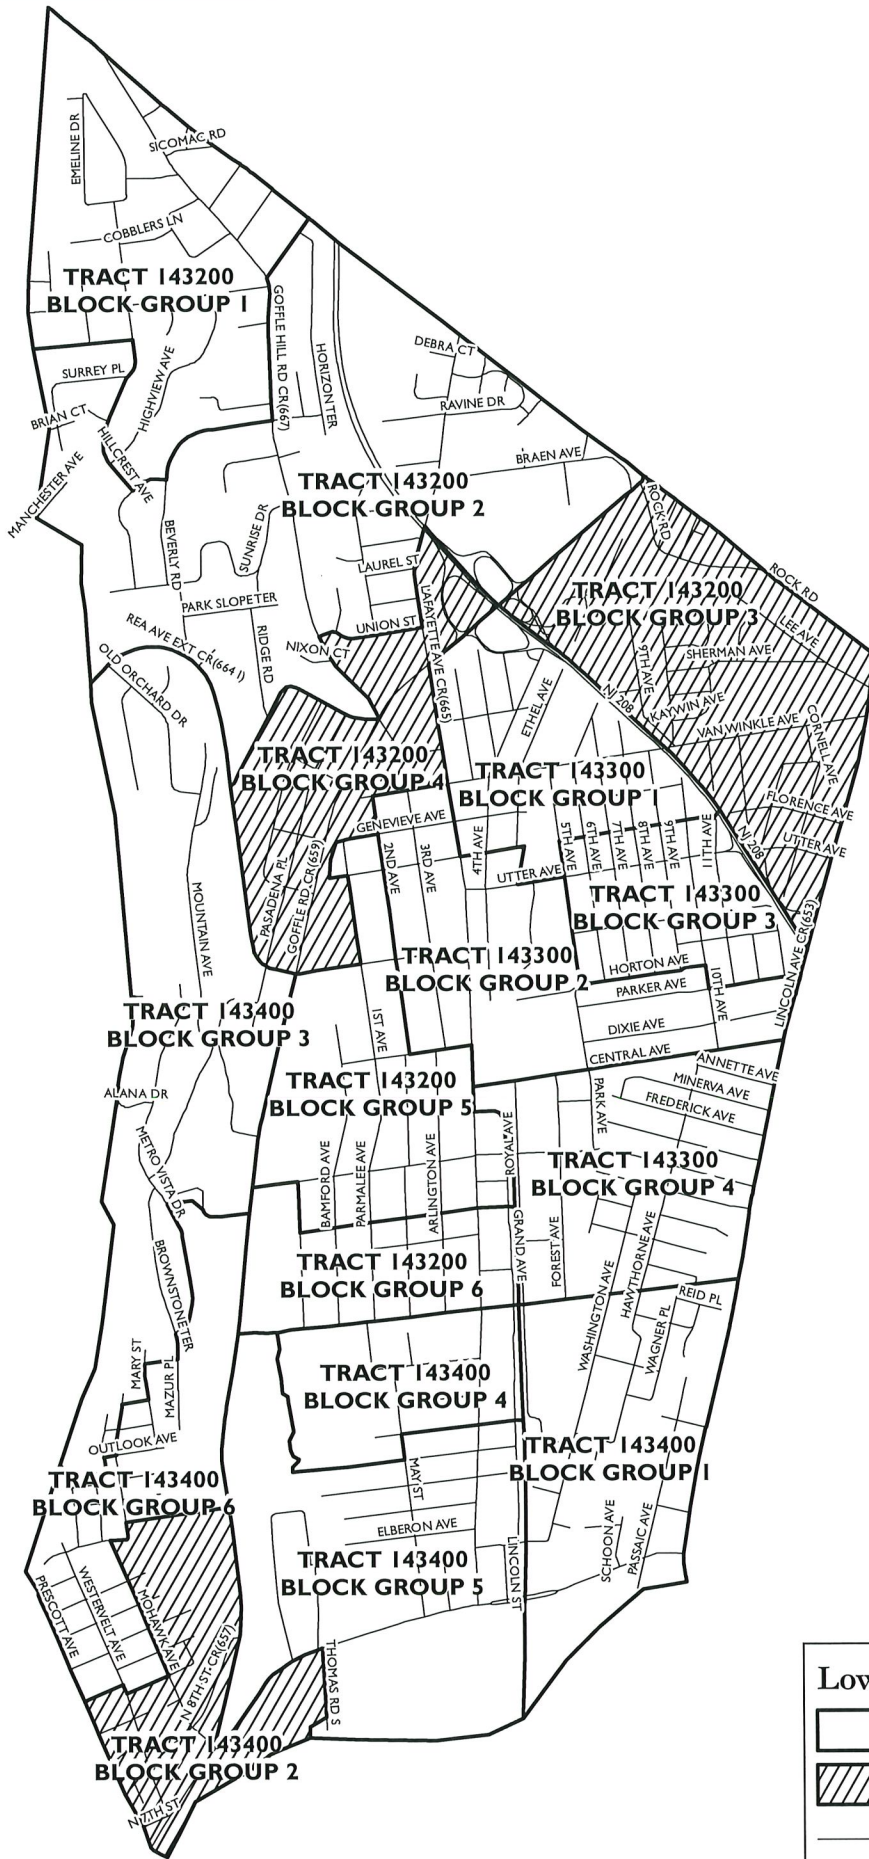 EMELINE DR
SICOMAC RD
COBBLERS LN
TRACT 143200
BLOCK GROUP 1
GOFFLE HILL RD CR(667)
HORIZON TER
DEBRA CT
SURREY PL
HIGHVIEW AVE
RAVINE DR
BRIAN CT
HILLCREST AVE
MANCHESTER AVE
BRAEN AVE
TRACT 143200
BLOCK GROUP 2
ROCK RD
BEVERLY RD
SUNRISE DR
LAUREL ST
ROCK RD
TRACT 143200
BLOCK GROUP 3
PARK SLOPE TER
LAFAYETTE AVE CR(665)
UNION ST
LEE AVE
REA AVE EXT CR(664 1)
RIDGE RD
NIXON CT
9TH AVE
SHERMAN AVE
OLD ORCHARD DR
ETHEL AVE
NJ 208
KAYWIN AVE
VAN WINKLE AVE
CORNELL AVE
TRACT 143200
BLOCK GROUP 4
TRACT 143300
BLOCK GROUP 1
FLORENCE AVE
GENEVIEVE AVE
2ND AVE
3RD AVE
4TH AVE
5TH AVE
6TH AVE
7TH AVE
8TH AVE
9TH AVE
11TH AVE
NJ 208
UTTER AVE
UTTER AVE
PASADENA PL
GOFFLE RD CR(659)
MOUNTAIN AVE
TRACT 143300
BLOCK GROUP 3
LINCOLN AVE CR(653)
TRACT 143300
BLOCK GROUP 2
HORTON AVE
PARKER AVE
10TH AVE
1ST AVE
TRACT 143400
BLOCK GROUP 3
DIXIE AVE
CENTRAL AVE
ANNETTE AVE
MINERVA AVE
FREDERICK AVE
TRACT 143200
BLOCK GROUP 5
PARK AVE
ALANA DR
METRO VISTA DR
BAMFORD AVE
PARMALEE AVE
ARLINGTON AVE
ROYAL AVE
TRACT 143300
BLOCK GROUP 4
GRAND AVE
FOREST AVE
BROWNSTONE TER
TRACT 143200
BLOCK GROUP 6
WASHINGTON AVE
HAWTHORNE AVE
REID PL
WAGNER PL
MARY ST
MAZUR PL
TRACT 143400
BLOCK GROUP 4
OUTLOOK AVE
TRACT 143400
BLOCK GROUP 1
TRACT 143400
BLOCK GROUP 6
MAY ST
ELBERON AVE
LINCOLN ST
SCHOON AVE
PASSAIC AVE
TRACT 143400
BLOCK GROUP 5
PRESCOTT AVE
WESTERVELT AVE
MOHAWK AVE
N 8TH ST CR(657)
THOMAS RD S
TRACT 143400
BLOCK GROUP 2
N 7TH ST
Low